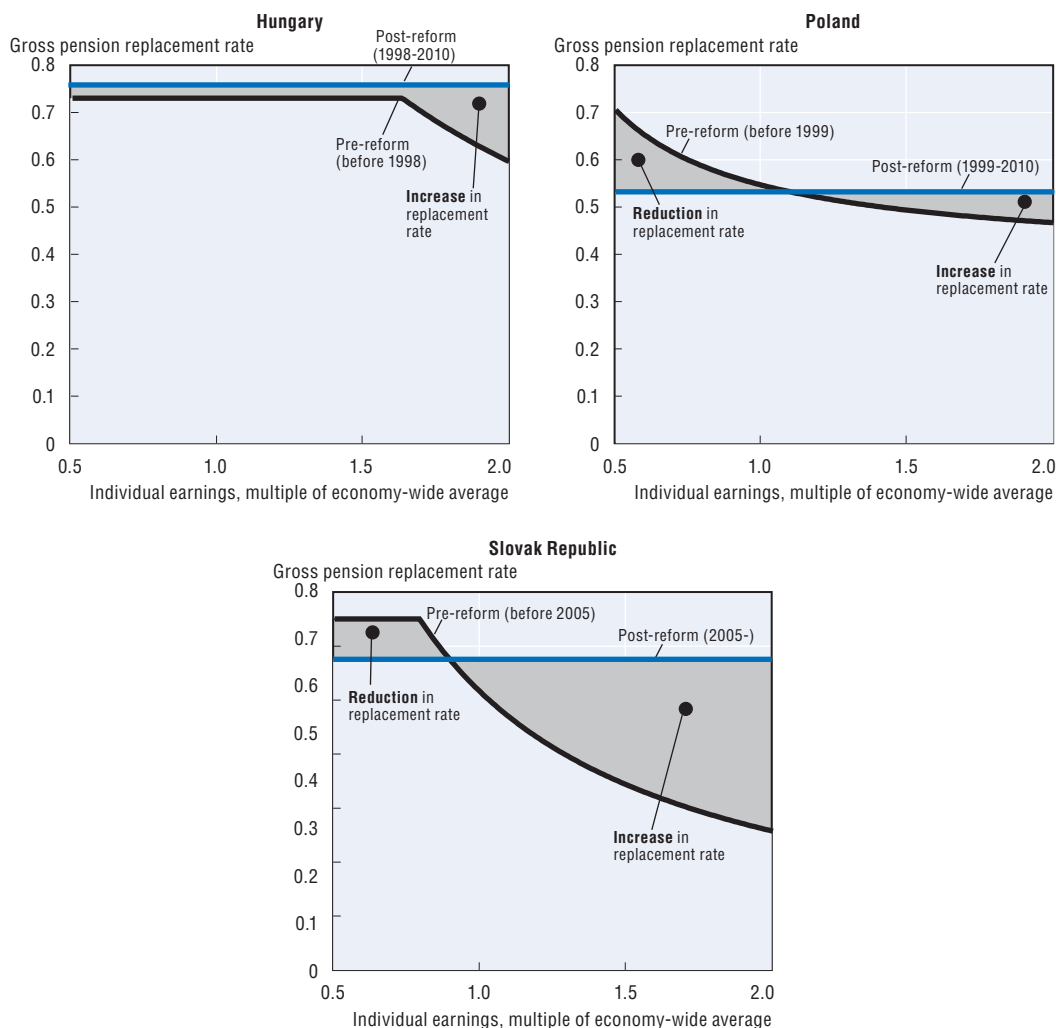 Hungary
Gross pension replacement rate
Post-reform
(1998-2010)
0.8
0.7
0.6
0.5
0.4
0.3
0.2
0.1
0
Pre-reform
(before 1998)
Increase in
replacement
rate
0.5 1.0 1.5 2.0
Individual earnings, multiple of economy-wide average
Poland
Gross pension replacement rate
0.8
0.7
0.6
0.5
0.4
0.3
0.2
0.1
0
Pre-reform (before 1999)
Post-reform (1999-2010)
Reduction in
replacement rate
Increase in
replacement rate
0.5 1.0 1.5 2.0
Individual earnings, multiple of economy-wide average
Slovak Republic
Gross pension replacement rate
0.8
0.7
0.6
0.5
0.4
0.3
0.2
0.1
0
Pre-reform (before 2005)
Post-reform (2005-)
Reduction in
replacement rate
Increase in
replacement rate
0.5 1.0 1.5 2.0
Individual earnings, multiple of economy-wide average